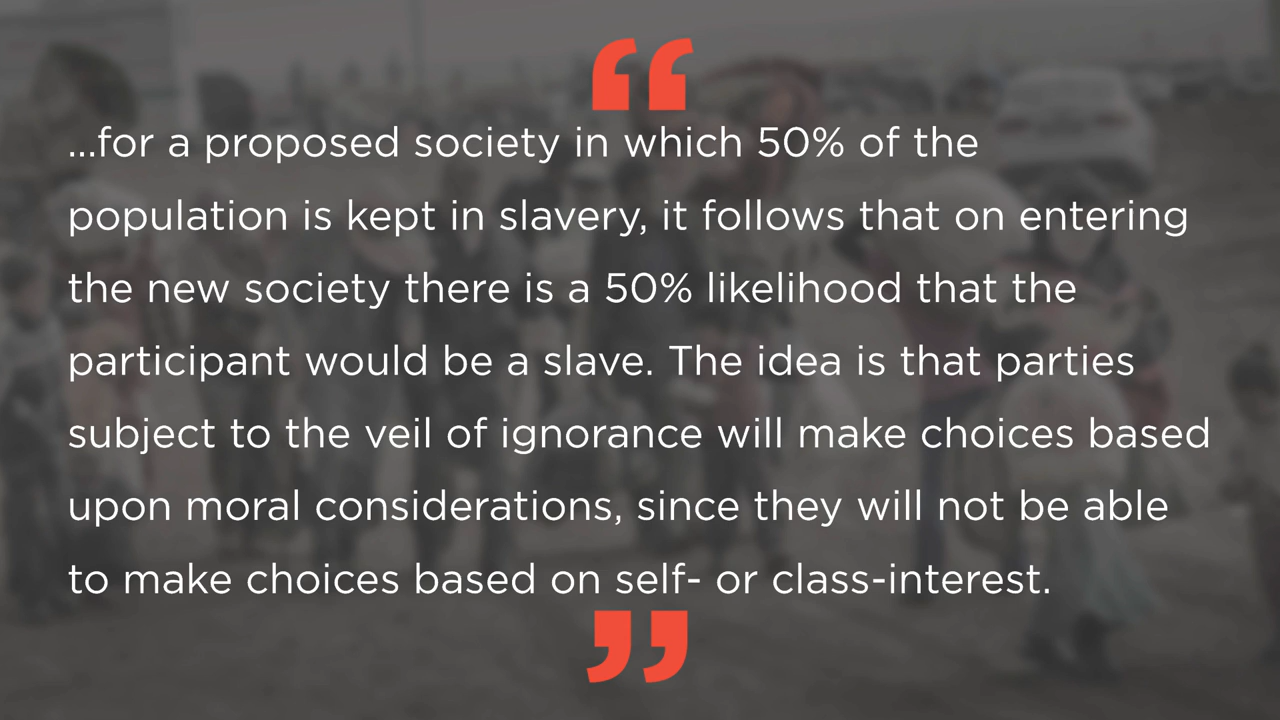 “
...for a proposed society in which 50% of the
population is kept in slavery, it follows that on entering
the new society there is a 50% likelihood that the
participant would be a slave. The idea is that parties
subject to the veil of ignorance will make choices based
upon moral considerations, since they will not be able
to make choices based on self- or class-interest.
”